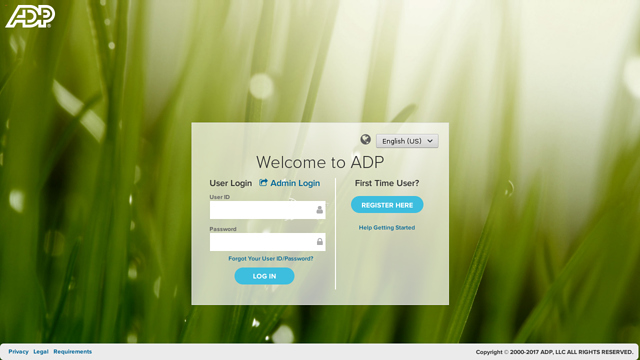 ADP
English (US)
Welcome to ADP
User Login
Admin Login
User ID
Password
Forgot Your User ID/Password?
LOG IN
First Time User?
REGISTER HERE
Help Getting Started
Privacy Legal Requirements
Copyright © 2000-2017 ADP, LLC ALL RIGHTS RESERVED.